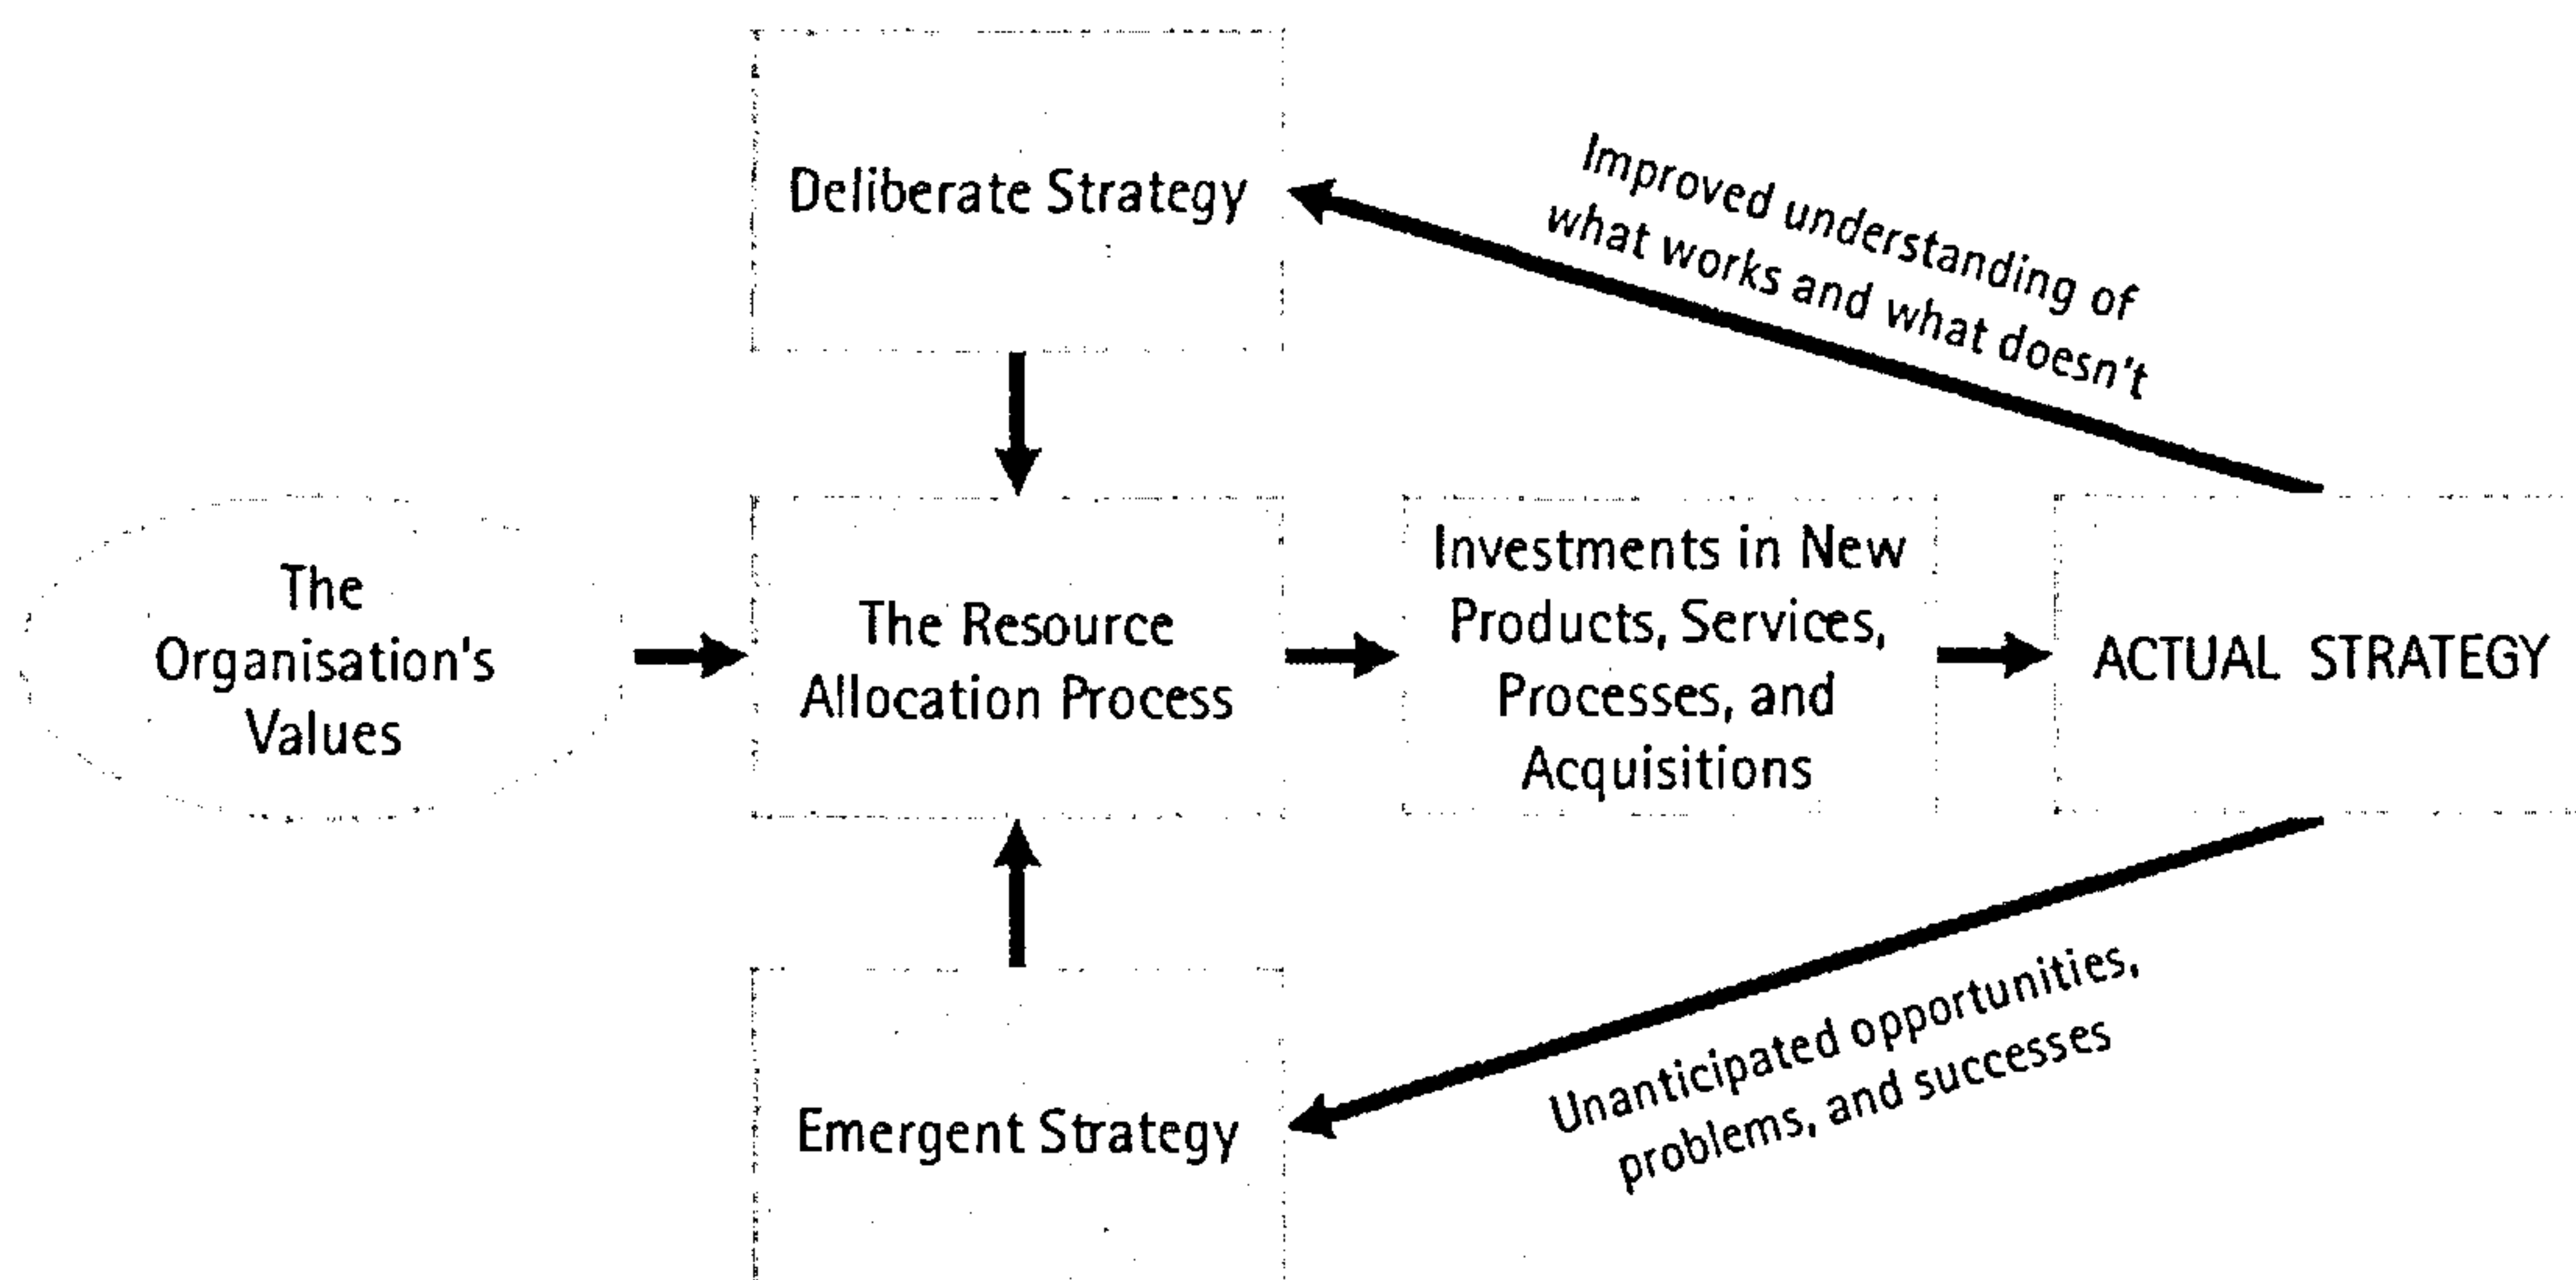 Deliberate Strategy
Improved understanding of
what works and what doesn't
The
Organisation's
Values
The Resource
Allocation Process
Investments in New
Products, Services,
Processes, and
Acquisitions
ACTUAL STRATEGY
Emergent Strategy
Unanticipated opportunities,
problems, and successes